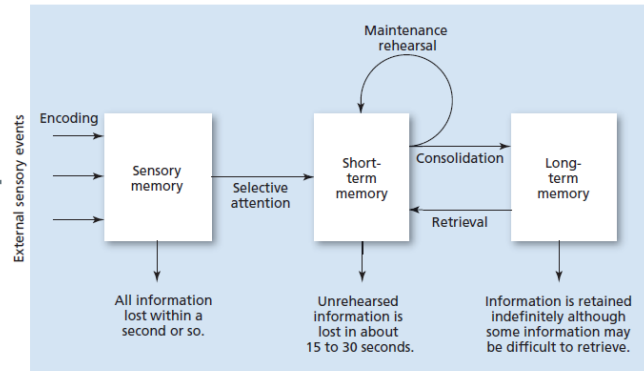 Maintenance
rehearsal
External sensory events
Encoding
Sensory
memory
Selective
attention
Short-
term
memory
Consolidation
Retrieval
Long-
term
memory
All information
lost within a
second or so.
Unrehearsed
information is
lost in about
15 to 30 seconds.
Information is retained
indefinitely although
some information may
be difficult to retrieve.